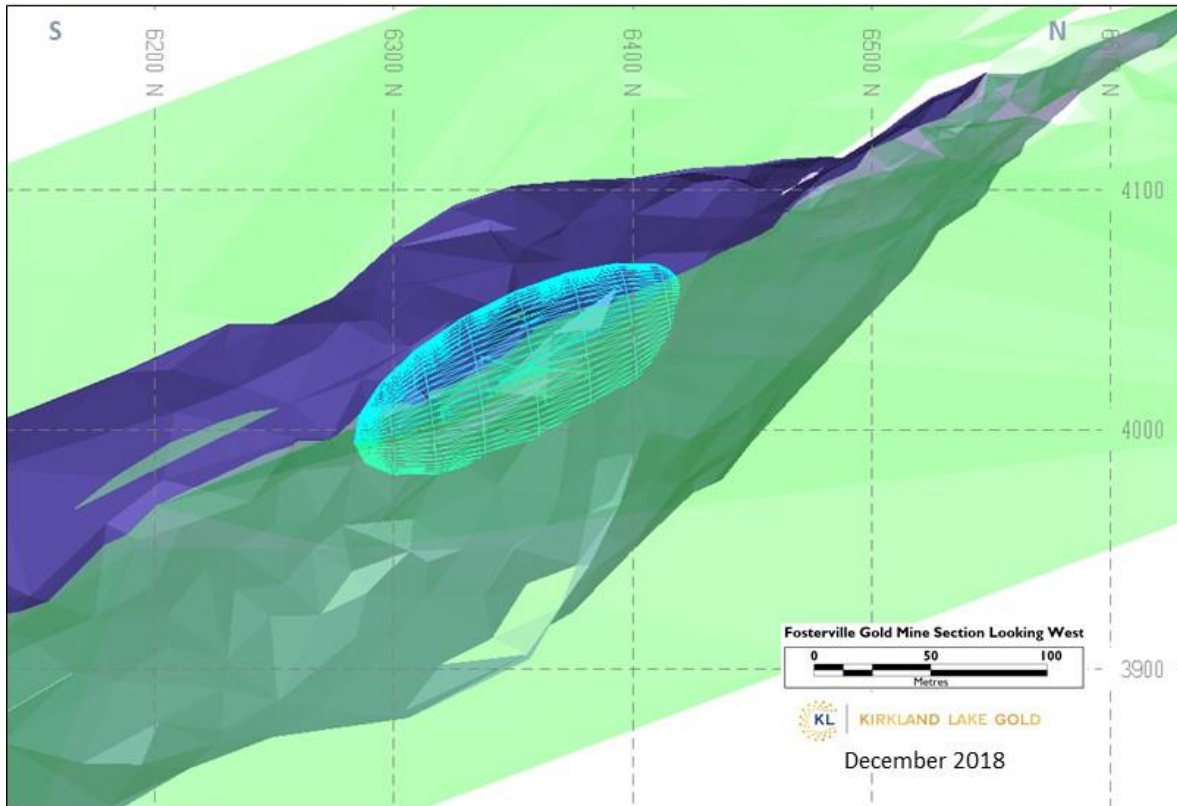 S
N
6200 N
6300 N
6400 N
6500 N
4100
4000
3900
Fosterville Gold Mine Section Looking West
0 50 100
Metres
KL | KIRKLAND LAKE GOLD
December 2018